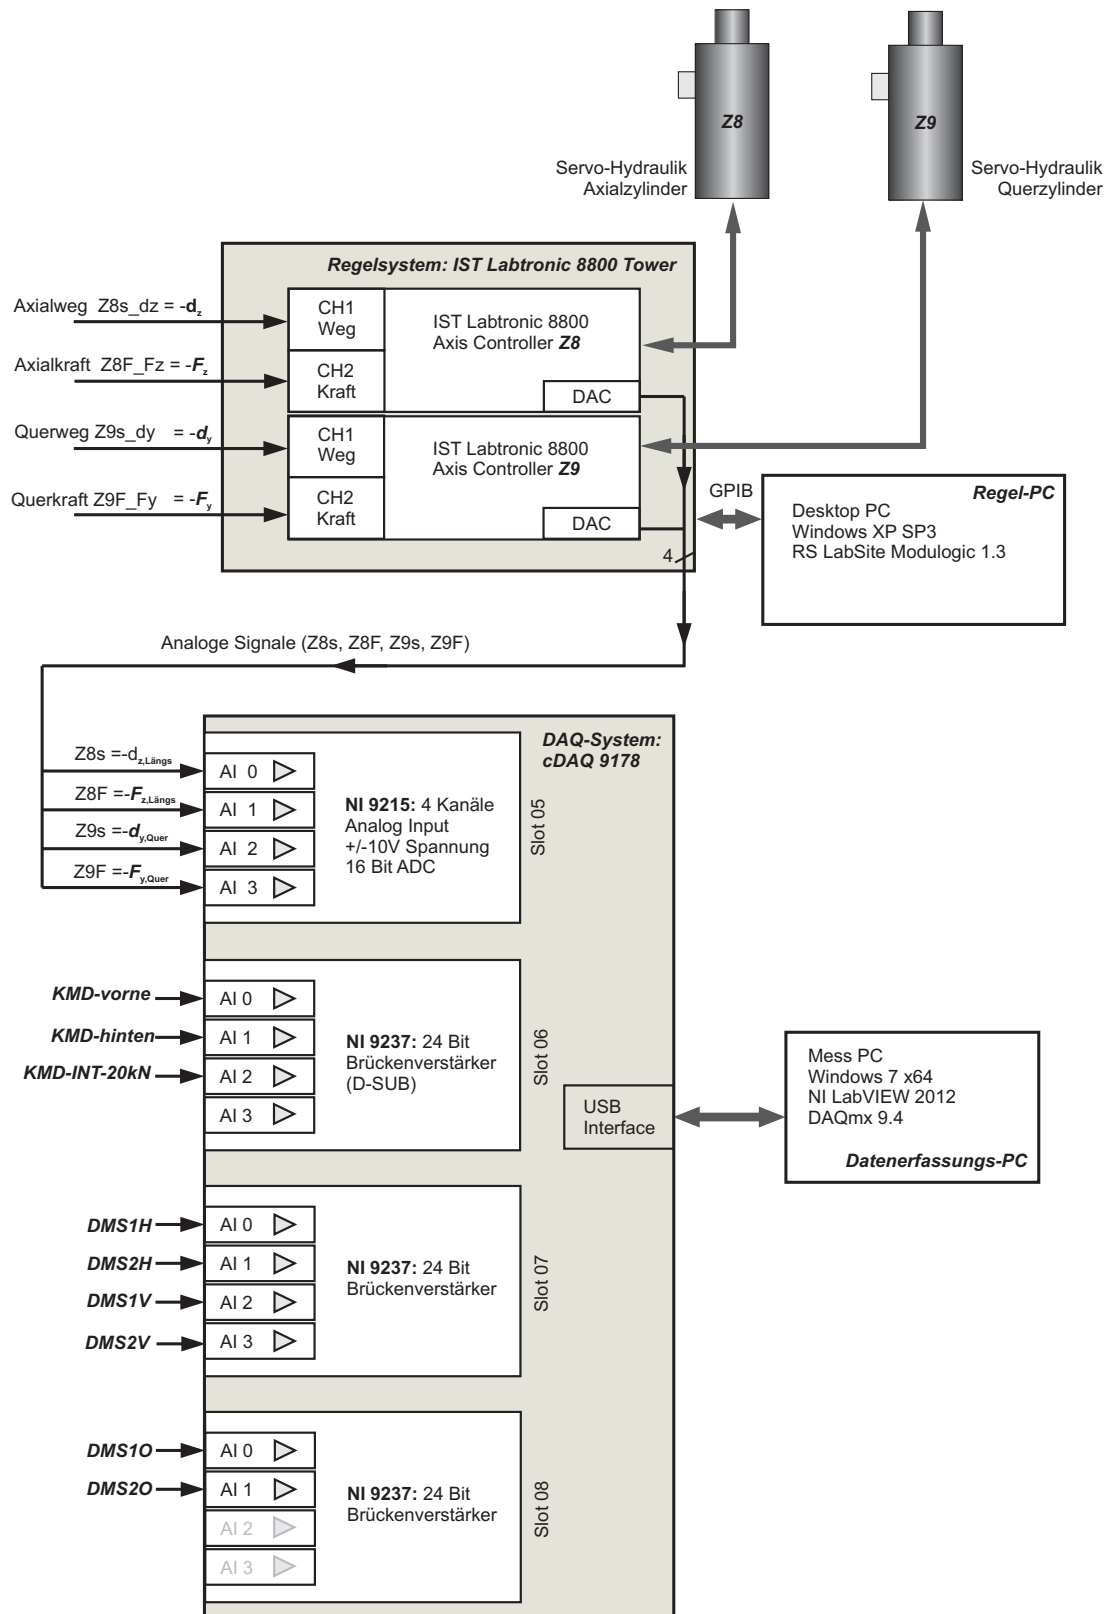 Z8
Z9
Servo-Hydraulik
Axialzylinder
Servo-Hydraulik
Querzylinder
Regelsystem: IST Labtronic 8800 Tower
Axialweg Z8s_dz = -dz
CH1
Weg
IST Labtronic 8800
Axis Controller Z8
Axialkraft Z8F_Fz = -Fz
CH2
Kraft
DAC
Querweg Z9s_dy = -dy
CH1
Weg
IST Labtronic 8800
Axis Controller Z9
Querkraft Z9F_Fy = -Fy
CH2
Kraft
DAC
4
GPIB
Regel-PC
Desktop PC
Windows XP SP3
RS LabSite Modulogic 1.3
Analoge Signale (Z8s, Z8F, Z9s, Z9F)
DAQ-System:
cDAQ 9178
Z8s =-dz,Längs
AI 0
Z8F =-Fz,Längs
AI 1
Z9s =-dy,Quer
AI 2
Z9F =-Fy,Quer
AI 3
NI 9215: 4 Kanäle
Analog Input
+/-10V Spannung
16 Bit ADC
Slot 05
KMD-vorne
AI 0
KMD-hinten
AI 1
KMD-INT-20kN
AI 2
AI 3
NI 9237: 24 Bit
Brückenverstärker
(D-SUB)
Slot 06
USB
Interface
Mess PC
Windows 7 x64
NI LabVIEW 2012
DAQmx 9.4
Datenerfassungs-PC
DMS1H
AI 0
DMS2H
AI 1
DMS1V
AI 2
DMS2V
AI 3
NI 9237: 24 Bit
Brückenverstärker
Slot 07
DMS1O
AI 0
DMS2O
AI 1
AI 2
AI 3
NI 9237: 24 Bit
Brückenverstärker
Slot 08